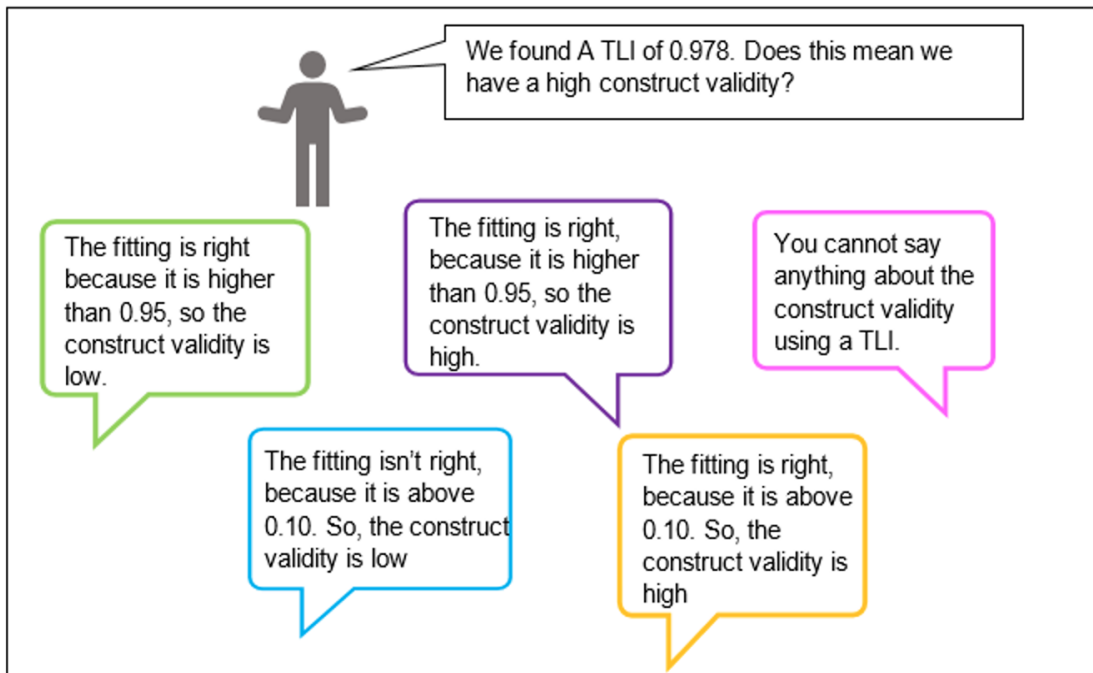 We found A TLI of 0.978. Does this mean we
have a high construct validity?
The fitting is right
because it is higher
than 0.95, so the
construct validity is
low.
The fitting is right,
because it is higher
than 0.95, so the
construct validity is
high.
You cannot say
anything about the
construct validity
using a TLI.
The fitting isn’t right,
because it is above
0.10. So, the construct
validity is low
The fitting is right,
because it is above
0.10. So, the
construct validity is
high